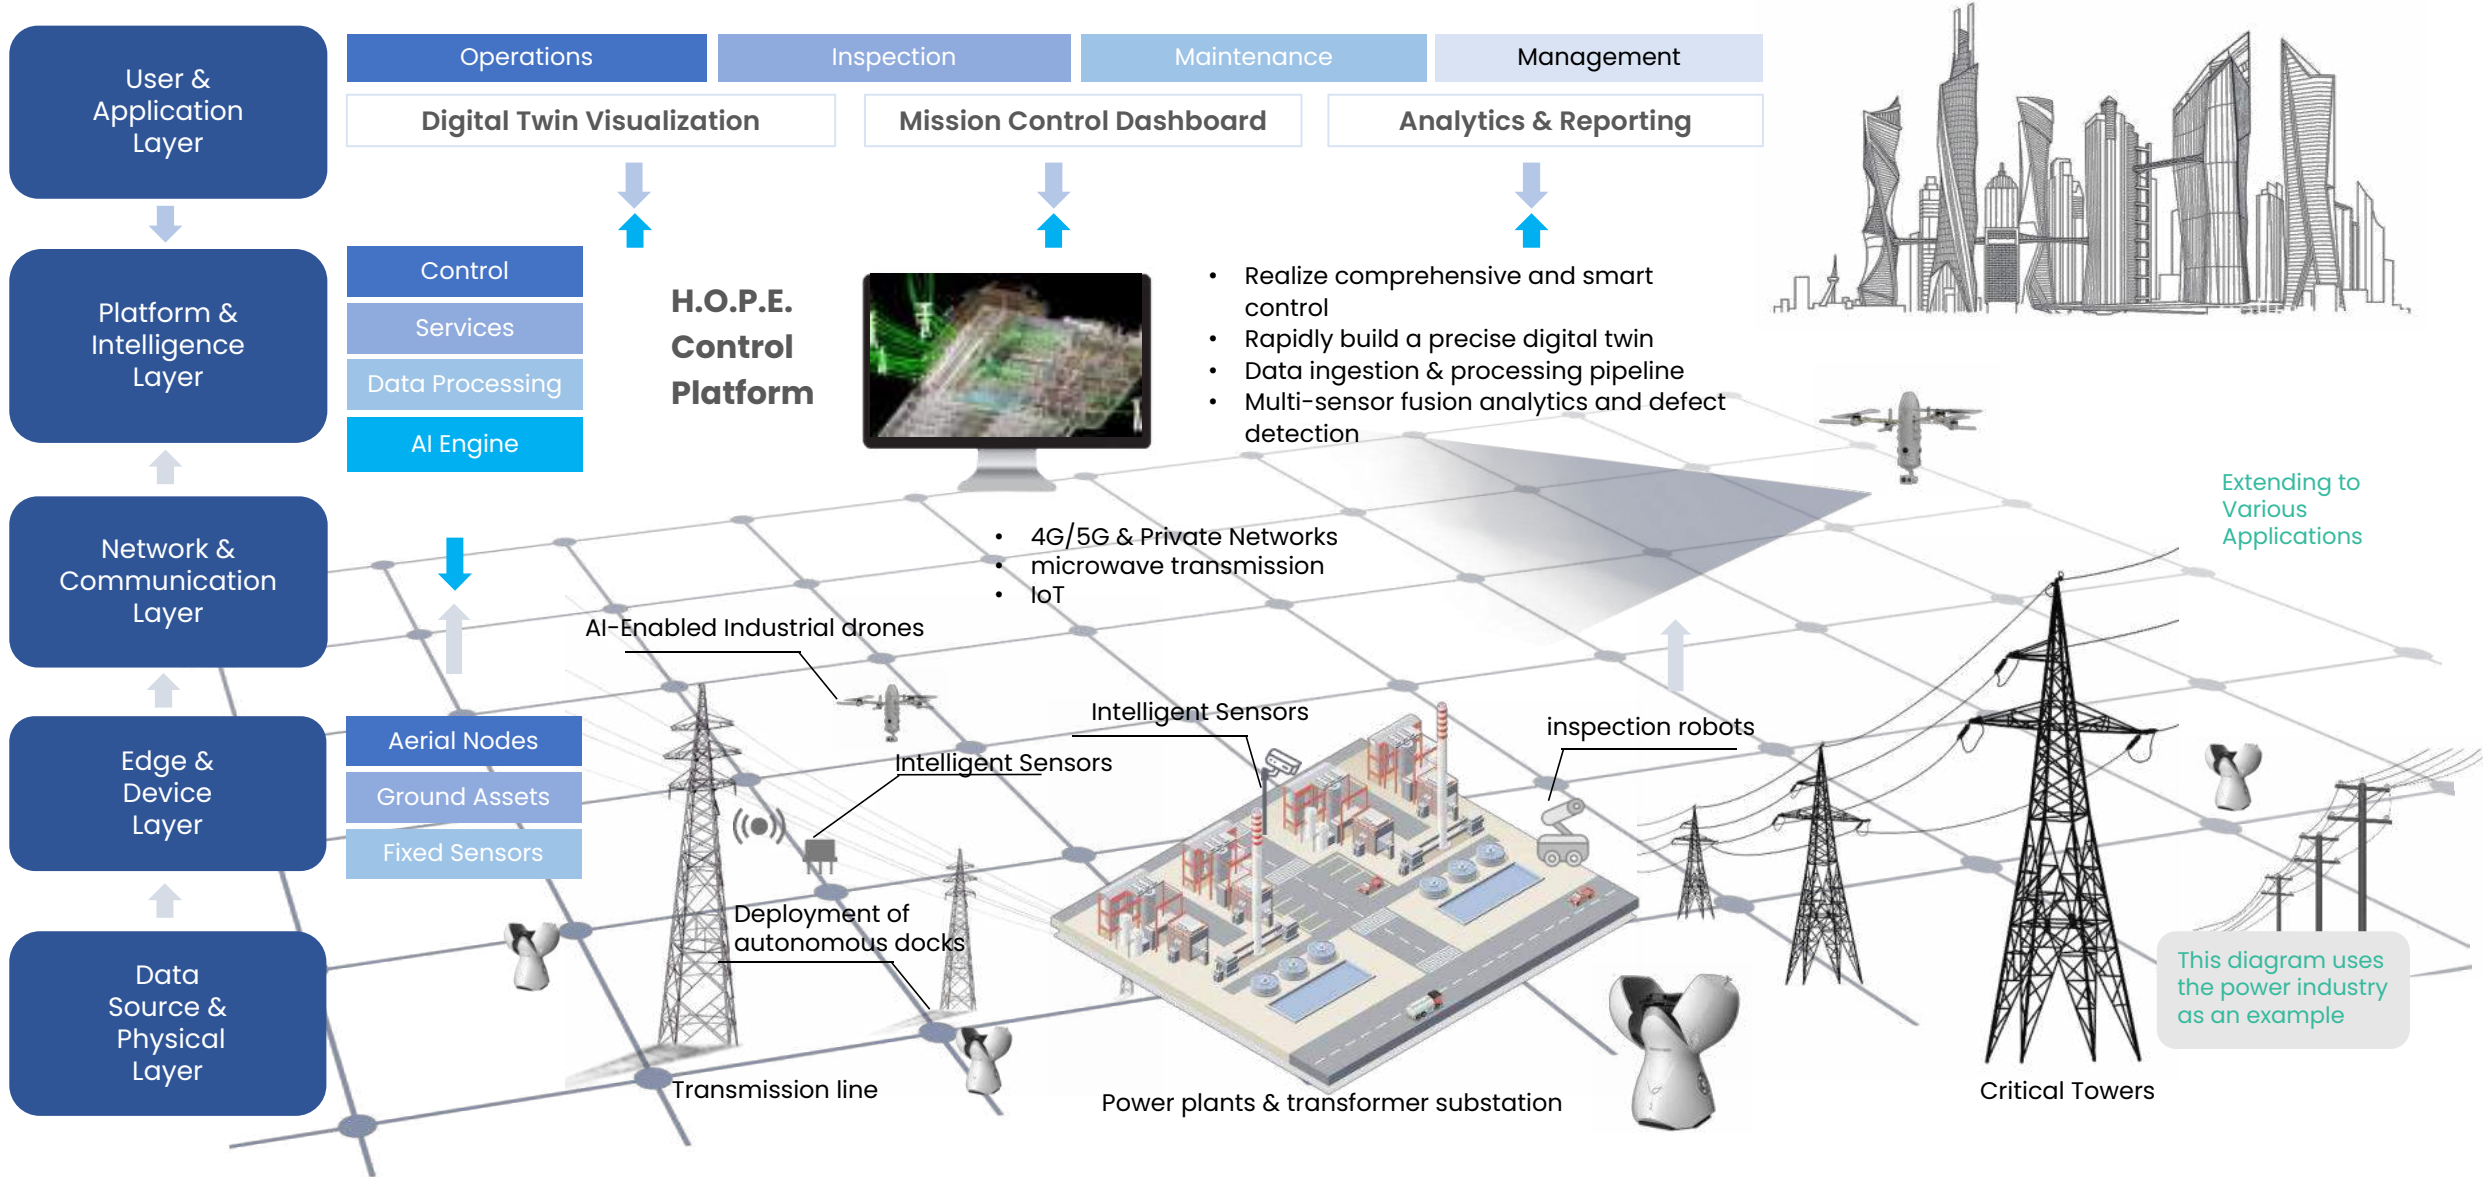 User &
Application
Layer
Operations
Inspection
Maintenance
Management
Digital Twin Visualization
Mission Control Dashboard
Analytics & Reporting
Platform &
Intelligence
Layer
Control
Services
Data Processing
AI Engine
H.O.P.E.
Control
Platform
• Realize comprehensive and smart
control
• Rapidly build a precise digital twin
• Data ingestion & processing pipeline
• Multi-sensor fusion analytics and defect
detection
Extending to
Various
Applications
Network &
Communication
Layer
• 4G/5G & Private Networks
• microwave transmission
• IoT
AI-Enabled Industrial drones
Intelligent Sensors
inspection robots
Intelligent Sensors
Edge &
Device
Layer
Aerial Nodes
Ground Assets
Fixed Sensors
Deployment of
autonomous docks
Data
Source &
Physical
Layer
This diagram uses
the power industry
as an example
Transmission line
Power plants & transformer substation
Critical Towers